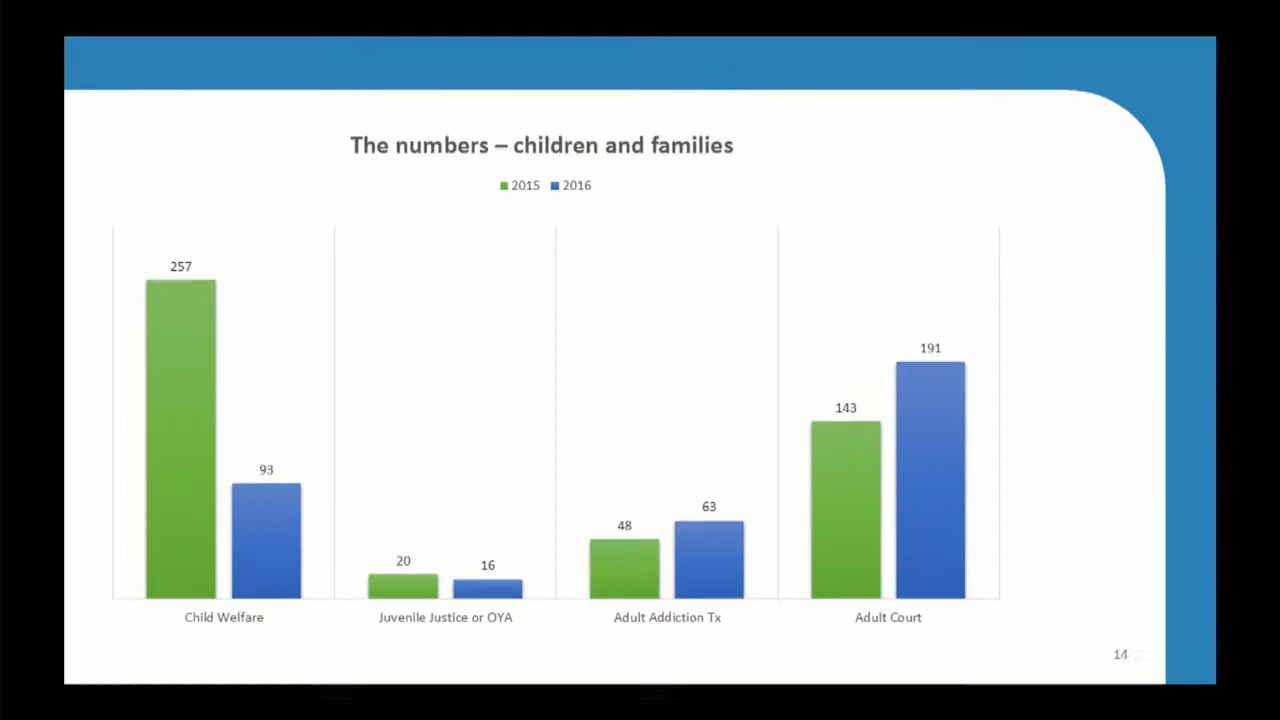 The numbers – children and families
2015 2016
257
93
20
16
48
63
143
191
Child Welfare
Juvenile Justice or OYA
Adult Addiction Tx
Adult Court
14